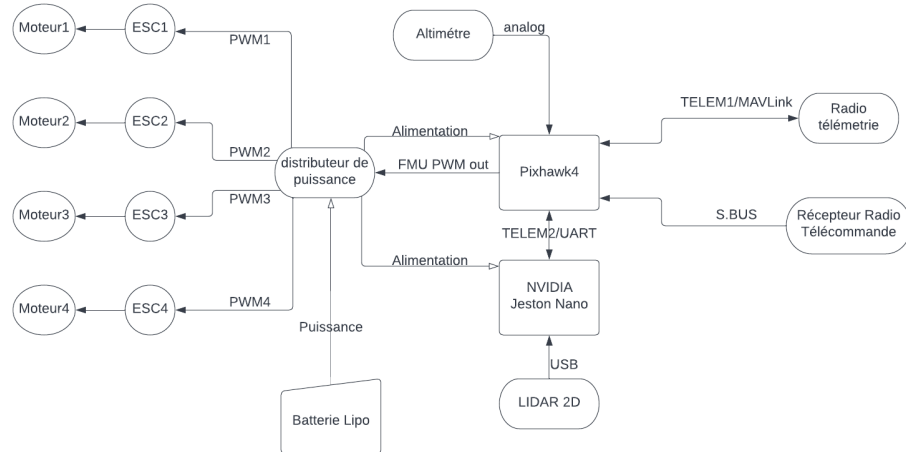 Moteur1
ESC1
PWM1
Altimétre
analog
TELEM1/MAVLink
Radio
télémetrie
Moteur2
ESC2
PWM2
Alimentation
distributeur de
puissance
FMU PWM out
Pixhawk4
Moteur3
ESC3
PWM3
S.BUS
Récepteur Radio
Télécommande
TELEM2/UART
Alimentation
NVIDIA
Jeston Nano
Moteur4
ESC4
PWM4
Puissance
USB
LIDAR 2D
Batterie Lipo